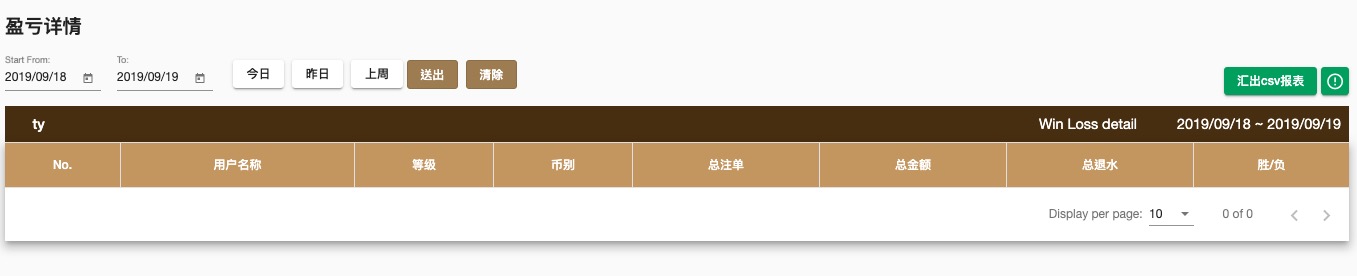 盈亏详情
Start From: To:
2019/09/18 2019/09/19 今日 昨日 上周 送出 清除
汇出csv报表
ty Win Loss detail 2019/09/18 ~ 2019/09/19
No. 用户名称 等级 币别 总注单 总金额 总退水 胜/负
Display per page: 10 0 of 0